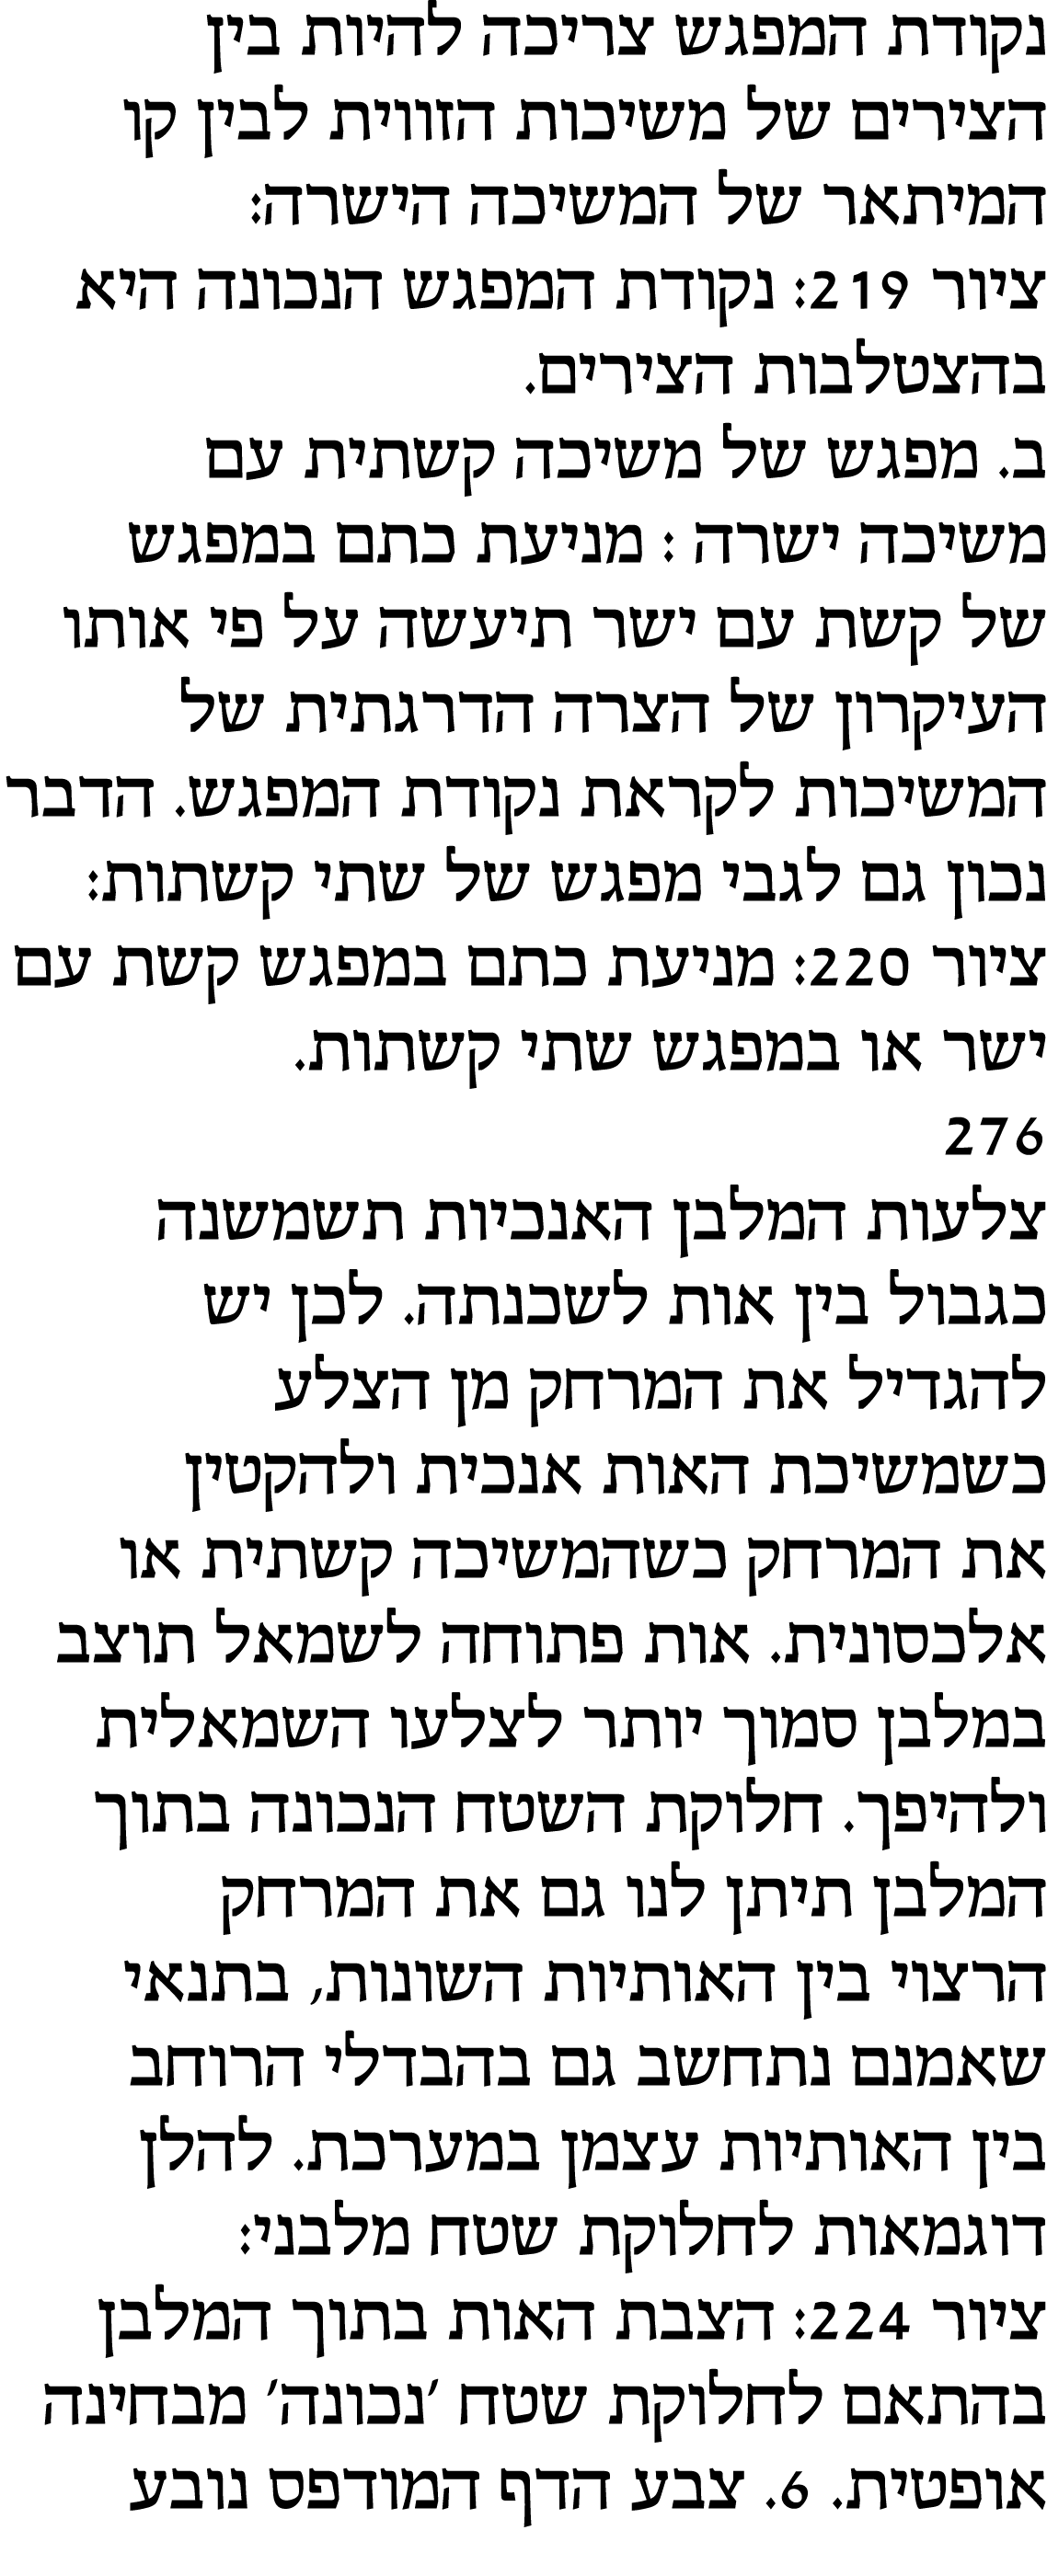 נקודת המפגש צריכה להיות בין
הצירים של משיכות הזווית לבין קו
המיתאר של המשיכה הישרה:
ציור 219: נקודת המפגש הנכונה היא
בהצטלבות הצירים.
ב. מפגש של משיכה קשתית עם
משיכה ישרה : מניעת כתם במפגש
של קשת עם ישר תיעשה על פי אותו
העיקרון של הצרה הדרגתית של
המשיכות לקראת נקודת המפגש. הדבר
נכון גם לגבי מפגש של שתי קשתות:
ציור 220: מניעת כתם במפגש קשת עם
ישר או במפגש שתי קשתות.
276
צלעות המלבן האנכיות תשמשנה
כגבול בין אות לשכנתה. לכן יש
להגדיל את המרחק מן הצלע
כשמשיכת האות אנכית ולהקטין
את המרחק כשהמשיכה קשתית או
אלכסונית. אות פתוחה לשמאל תוצב
במלבן סמוך יותר לצלעו השמאלית
ולהיפך. חלוקת השטח הנכונה בתוך
המלבן תיתן לנו גם את המרחק
הרצוי בין האותיות השונות, בתנאי
שאמנם נתחשב גם בהבדלי הרוחב
בין האותיות עצמן במערכת. להלן
דוגמאות לחלוקת שטח מלבני:
ציור 224: הצבת האות בתוך המלבן
בהתאם לחלוקת שטח 'נכונה' מבחינה
אופטית. 6. צבע הדף המודפס נובע